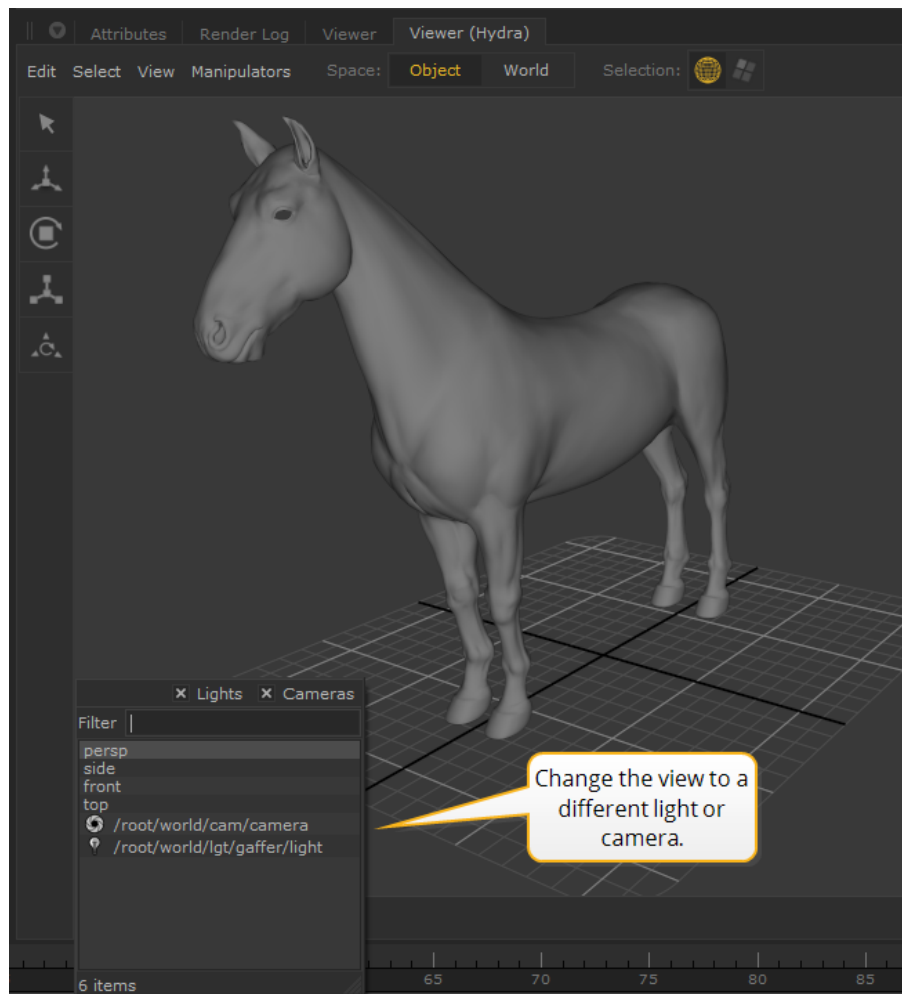 Attributes Render Log Viewer Viewer (Hydra)
Edit Select View Manipulators Space: Object World Selection:
Lights Cameras
Filter
persp
side
front
top
/root/world/cam/camera
/root/world/lgt/gaffer/light
Change the view to a
different light or
camera.
65 70 75 80 85
6 items